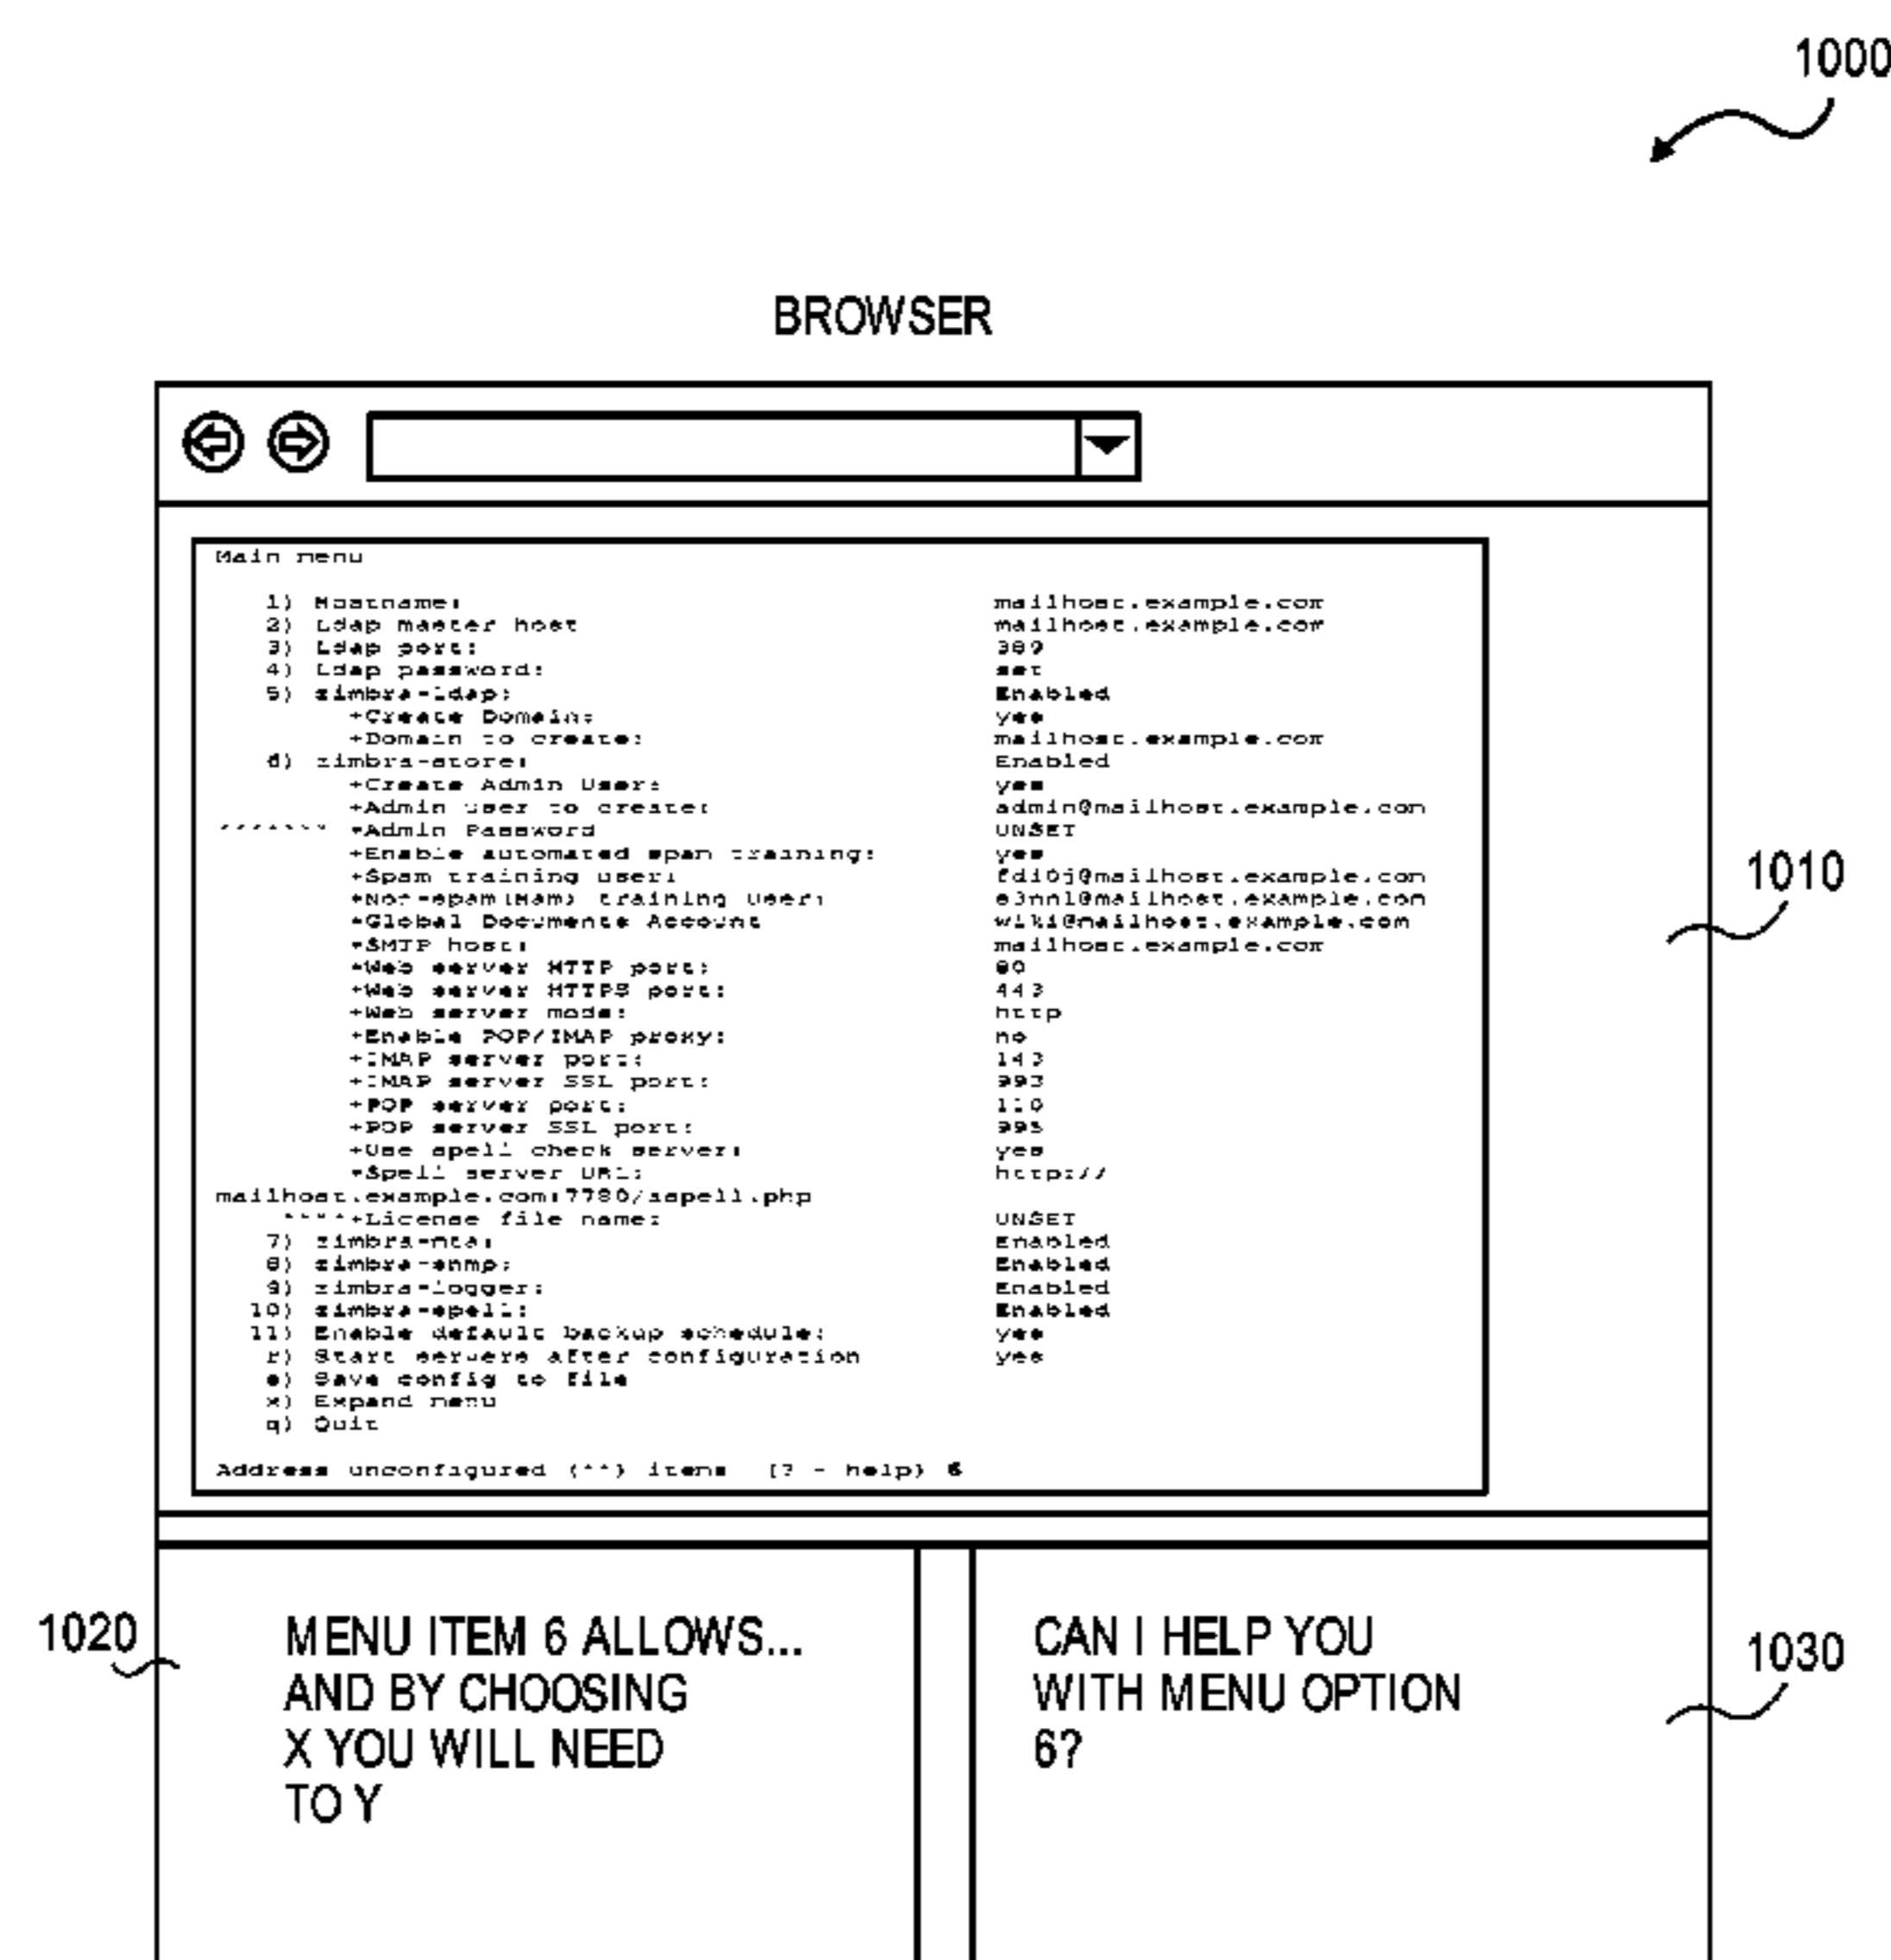 1000
BROWSER
Main menu
1) Hostname: mailhost.example.com
2) Ldap master host mailhost.example.com
3) Ldap port: 389
4) Ldap password: set
5) zimbra-ldap: Enabled
+Create Domain: yes
+Domain to create: mailhost.example.com
6) zimbra-store: Enabled
+Create Admin User: yes
+Admin user to create: admin@mailhost.example.com
******* +Admin Password UNSET
+Enable automated spam training: yes
+Spam training user: @mailhost.example.com
+Not-spam(Ham) training user: @mailhost.example.com
+Global Documents Account wiki@mailhost.example.com
+SMTP host: mailhost.example.com
+Web server HTTP port: 80
+Web server HTTPS port: 443
+Web server mode: http
+Enable POP/IMAP proxy: no
+IMAP server port: 143
+IMAP server SSL port: 993
+POP server port: 110
+POP server SSL port: 995
+Use spell check server: yes
+Spell server URL: http://
mailhost.example.com:7780/aspell.php
****+License file name: UNSET
7) zimbra-mta: Enabled
8) zimbra-snmp: Enabled
9) zimbra-logger: Enabled
10) zimbra-spell: Enabled
11) Enable default backup schedule: yes
r) Start servers after configuration yes
s) Save config to file
x) Expand menu
q) Quit
Address unconfigured (**) items (? - help) 6
1010
1020
MENU ITEM 6 ALLOWS...
AND BY CHOOSING
X YOU WILL NEED
TO Y
CAN I HELP YOU
WITH MENU OPTION
6?
1030